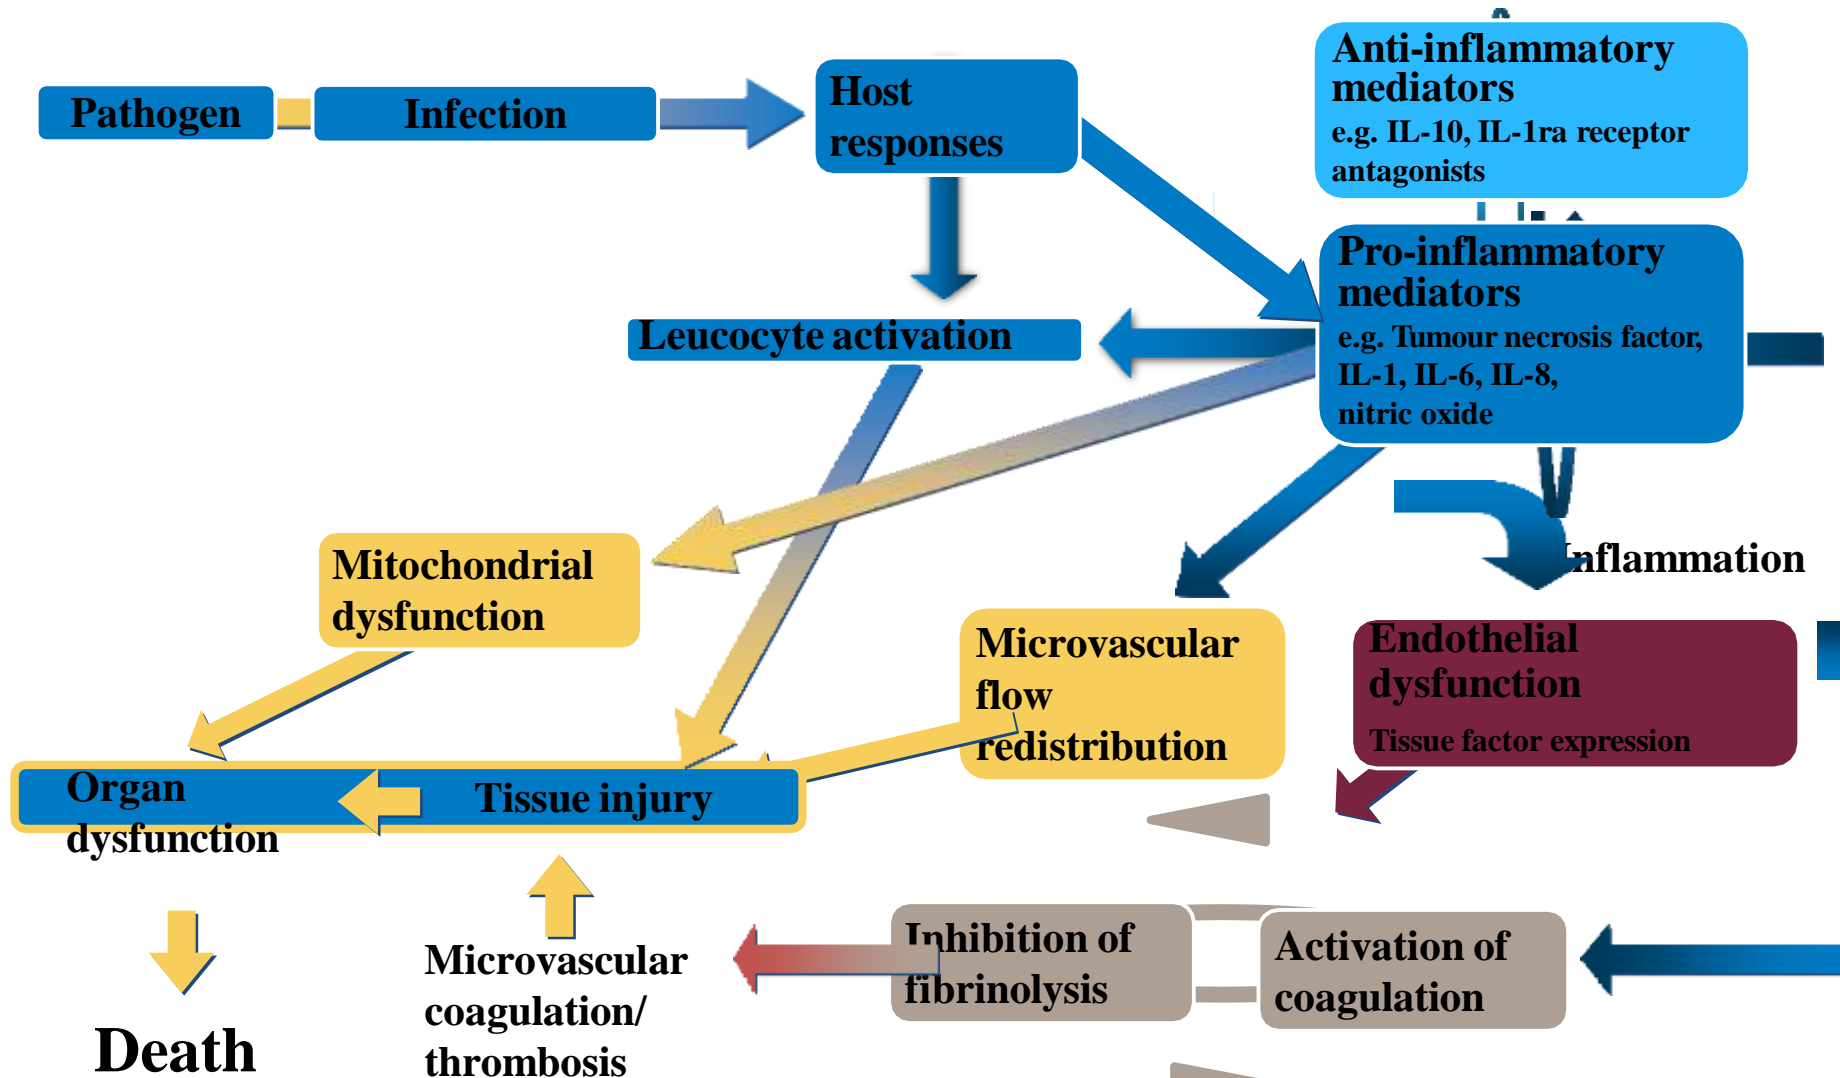 Pathogen
Infection
Host
responses
Anti-inflammatory
mediators
e.g. IL-10, IL-1ra receptor
antagonists
Pro-inflammatory
mediators
e.g. Tumour necrosis factor,
IL-1, IL-6, IL-8,
nitric oxide
Leucocyte activation
Mitochondrial
dysfunction
Inflammation
Microvascular
flow
redistribution
Endothelial
dysfunction
Tissue factor expression
Organ
dysfunction
Tissue injury
Inhibition of
fibrinolysis
Activation of
coagulation
Microvascular
coagulation/
thrombosis
Death